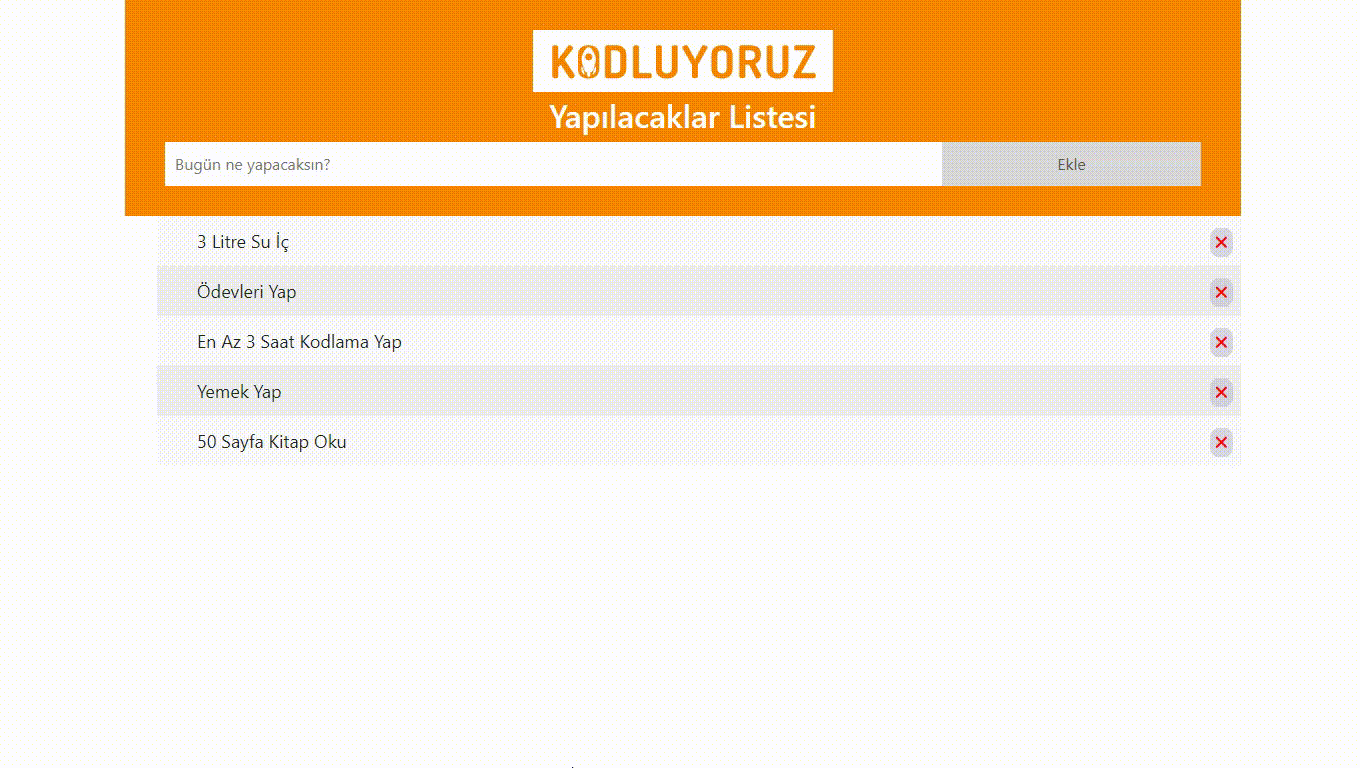 KODLUYORUZ
Yapılacaklar Listesi
Bugün ne yapacaksın?
Ekle
3 Litre Su İç
Ödevleri Yap
En Az 3 Saat Kodlama Yap
Yemek Yap
50 Sayfa Kitap Oku